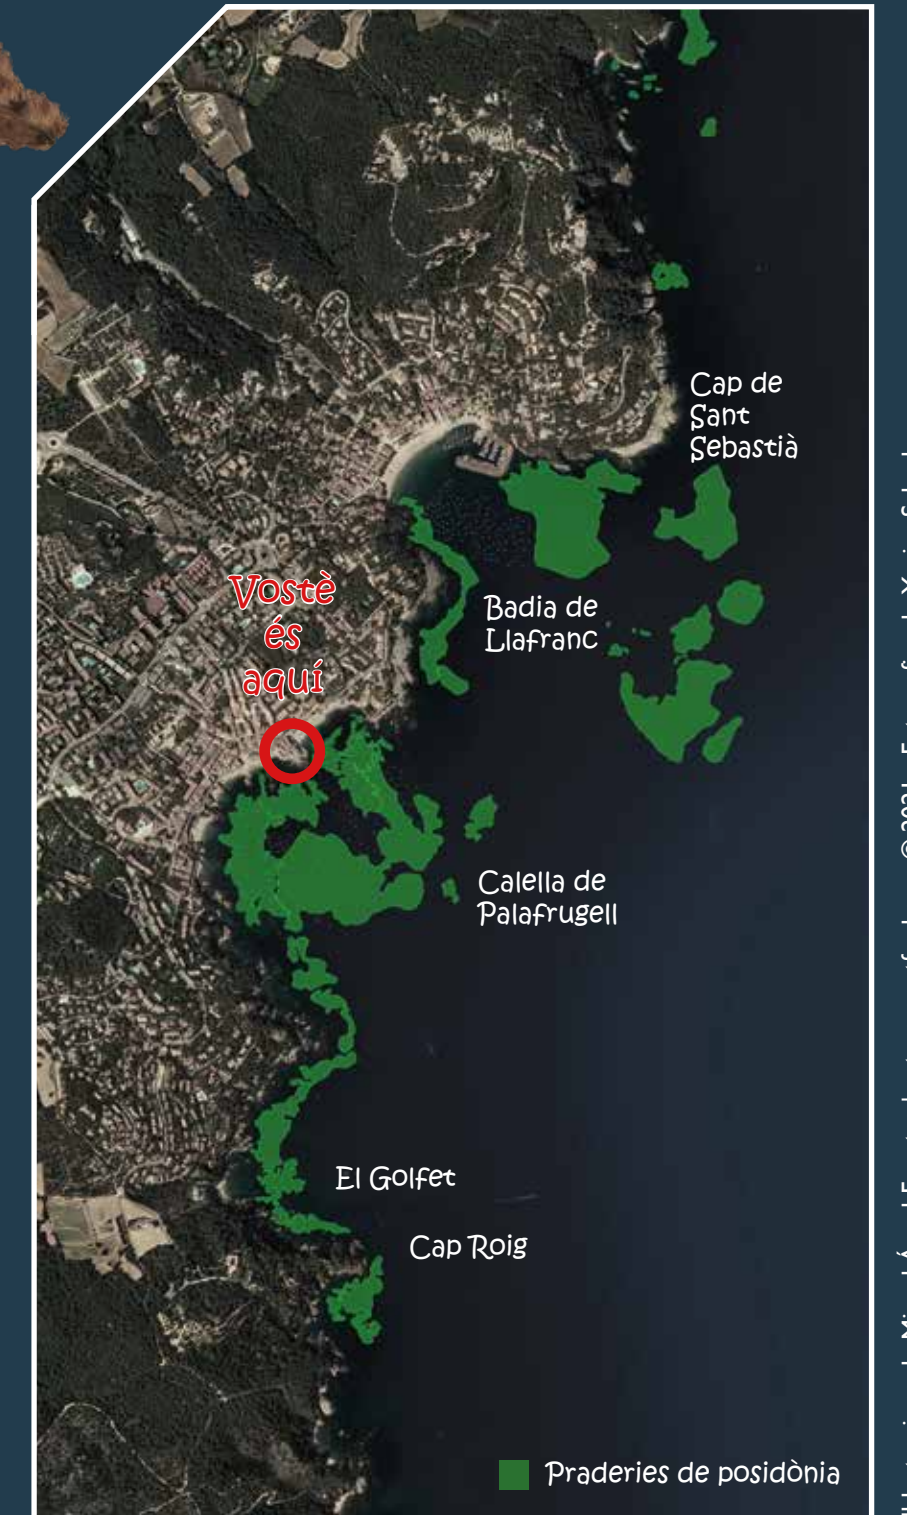 Cap de
Sant
Sebastià
Vostè
és
aquí
Badia de
Llafranc
Calella de
Palafrugell
El Golfet
Cap Roig
Praderies de posidònia